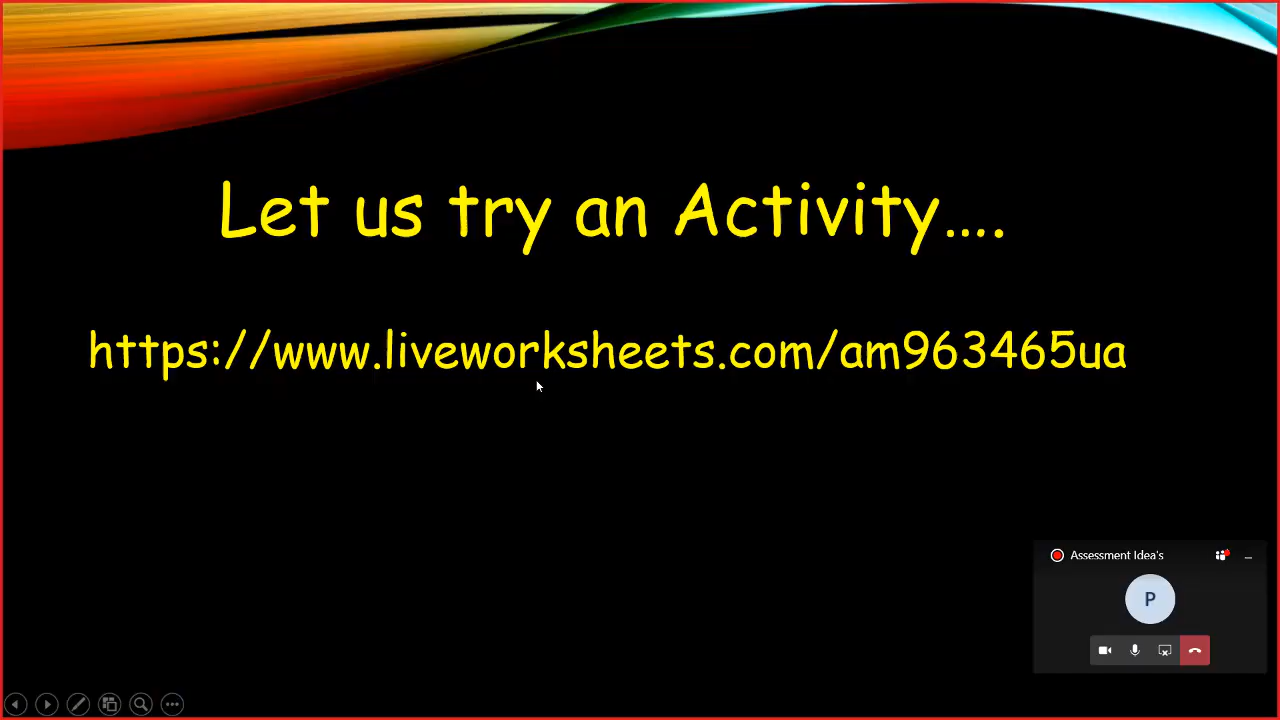 Let us try an Activity....
https://www.liveworksheets.com/am963465ua
Assessment Idea's
P